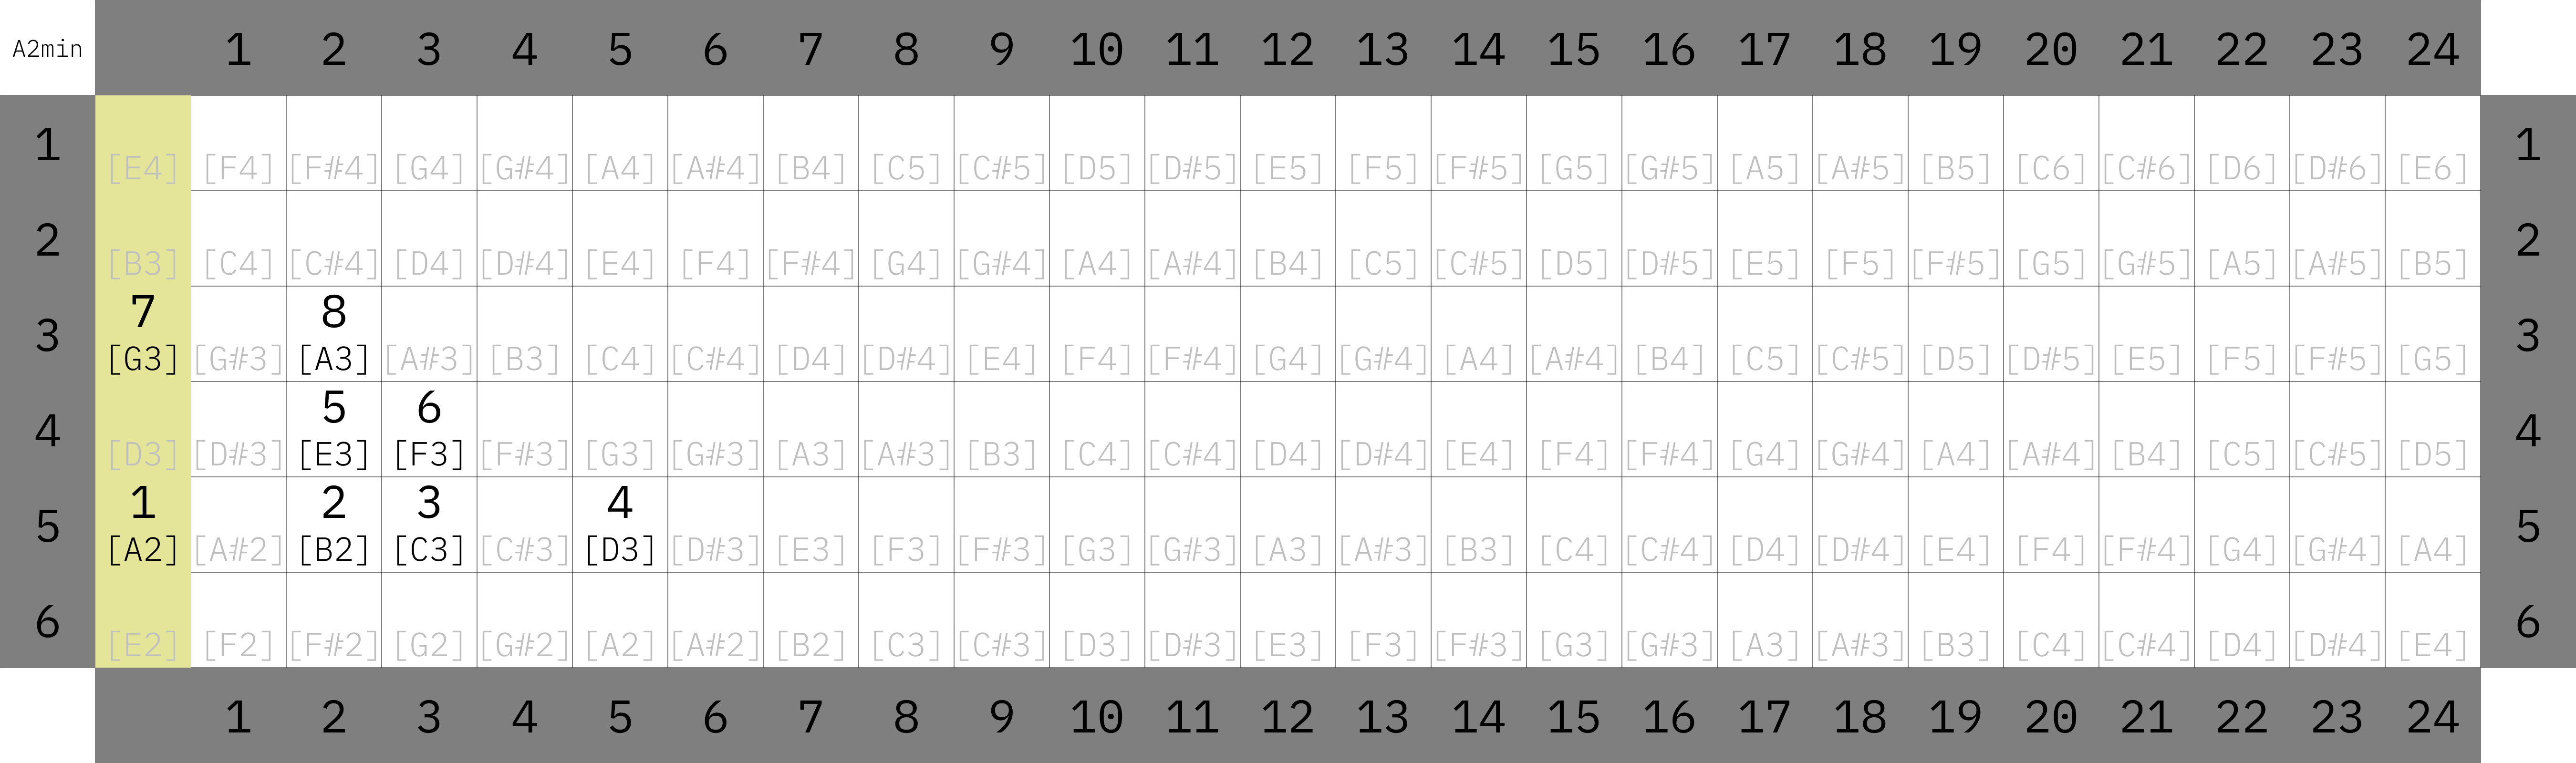 A2min 1 2 3 4 5 6 7 8 9 10 11 12 13 14 15 16 17 18 19 20 21 22 23 24
1 [E4] [F4] [F#4] [G4] [G#4] [A4] [A#4] [B4] [C5] [C#5] [D5] [D#5] [E5] [F5] [F#5] [G5] [G#5] [A5] [A#5] [B5] [C6] [C#6] [D6] [D#6] [E6] 1
2 [B3] [C4] [C#4] [D4] [D#4] [E4] [F4] [F#4] [G4] [G#4] [A4] [A#4] [B4] [C5] [C#5] [D5] [D#5] [E5] [F5] [F#5] [G5] [G#5] [A5] [A#5] [B5] 2
7 8
3 [G3] [G#3] [A3] [A#3] [B3] [C4] [C#4] [D4] [D#4] [E4] [F4] [F#4] [G4] [G#4] [A4] [A#4] [B4] [C5] [C#5] [D5] [D#5] [E5] [F5] [F#5] [G5] 3
5 6
4 [D3] [D#3] [E3] [F3] [F#3] [G3] [G#3] [A3] [A#3] [B3] [C4] [C#4] [D4] [D#4] [E4] [F4] [F#4] [G4] [G#4] [A4] [A#4] [B4] [C5] [C#5] [D5] 4
1 2 3 4
5 [A2] [A#2] [B2] [C3] [C#3] [D3] [D#3] [E3] [F3] [F#3] [G3] [G#3] [A3] [A#3] [B3] [C4] [C#4] [D4] [D#4] [E4] [F4] [F#4] [G4] [G#4] [A4] 5
6 [E2] [F2] [F#2] [G2] [G#2] [A2] [A#2] [B2] [C3] [C#3] [D3] [D#3] [E3] [F3] [F#3] [G3] [G#3] [A3] [A#3] [B3] [C4] [C#4] [D4] [D#4] [E4] 6
1 2 3 4 5 6 7 8 9 10 11 12 13 14 15 16 17 18 19 20 21 22 23 24